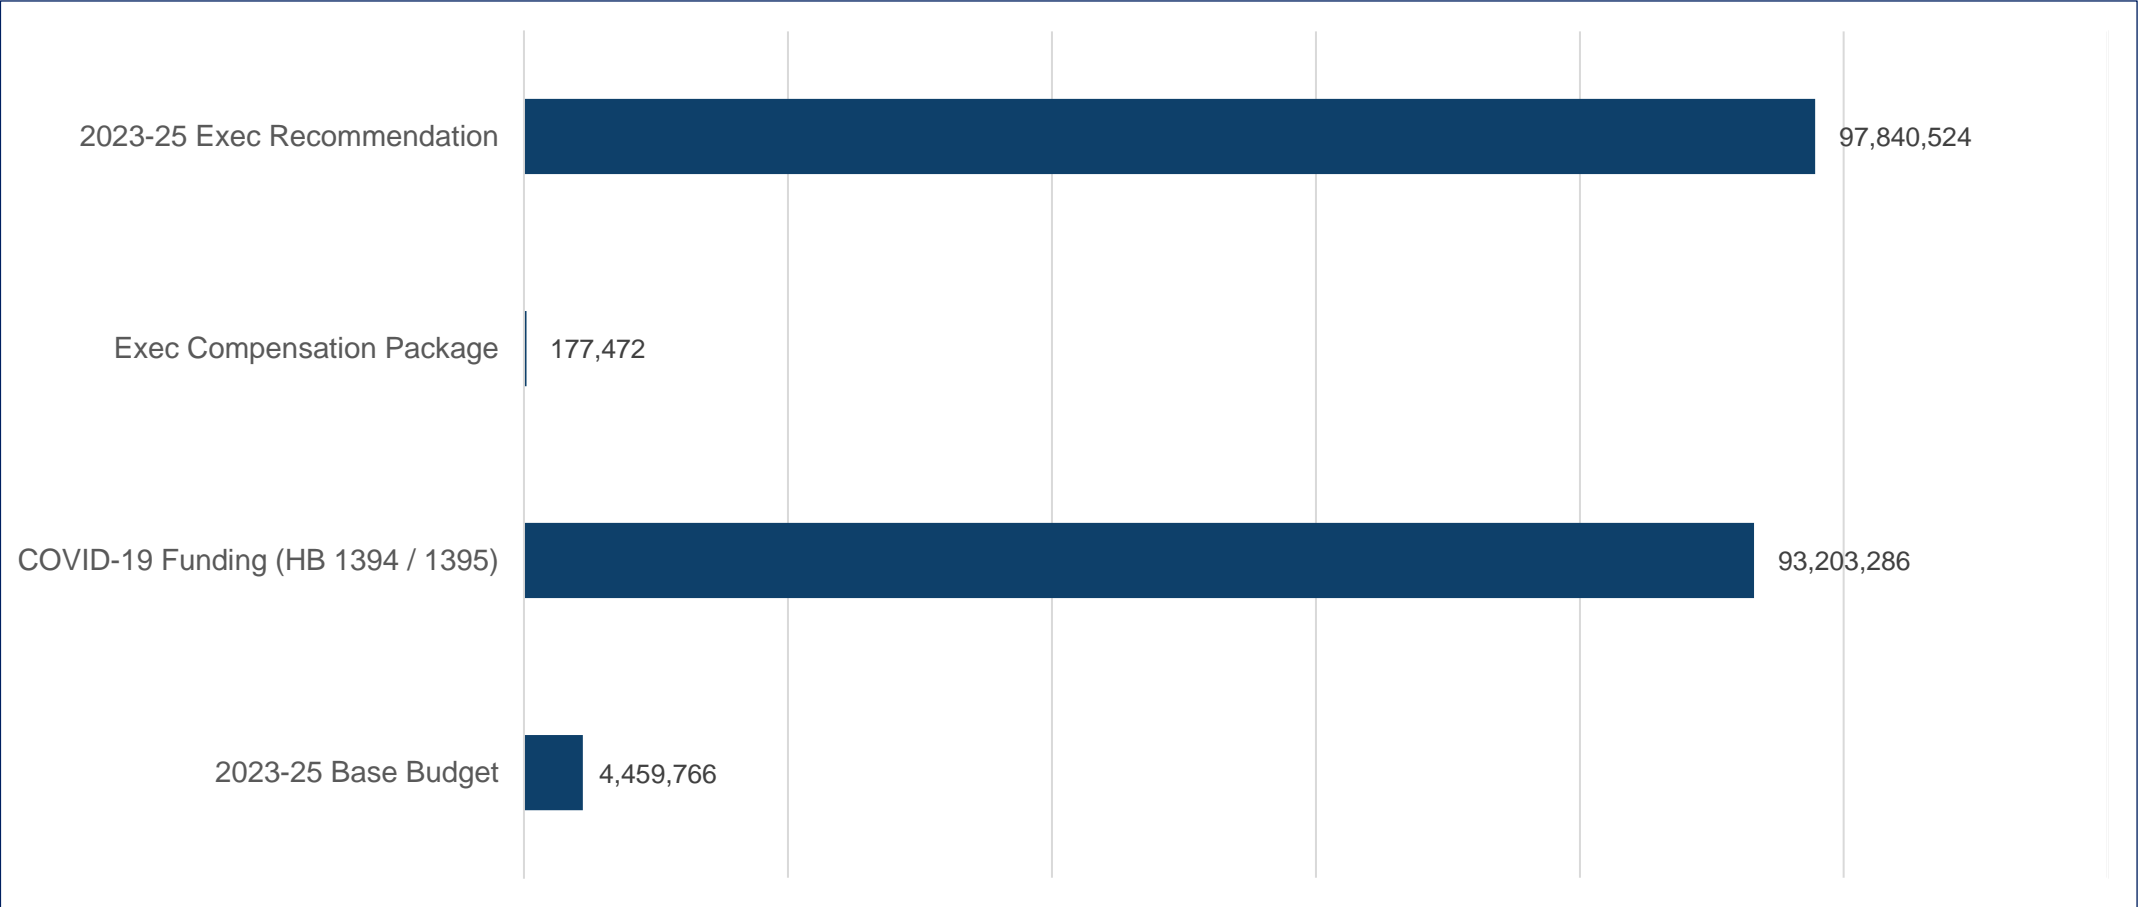 2023-25 Exec Recommendation 97,840,524
Exec Compensation Package 177,472
COVID-19 Funding (HB 1394 / 1395) 93,203,286
2023-25 Base Budget 4,459,766